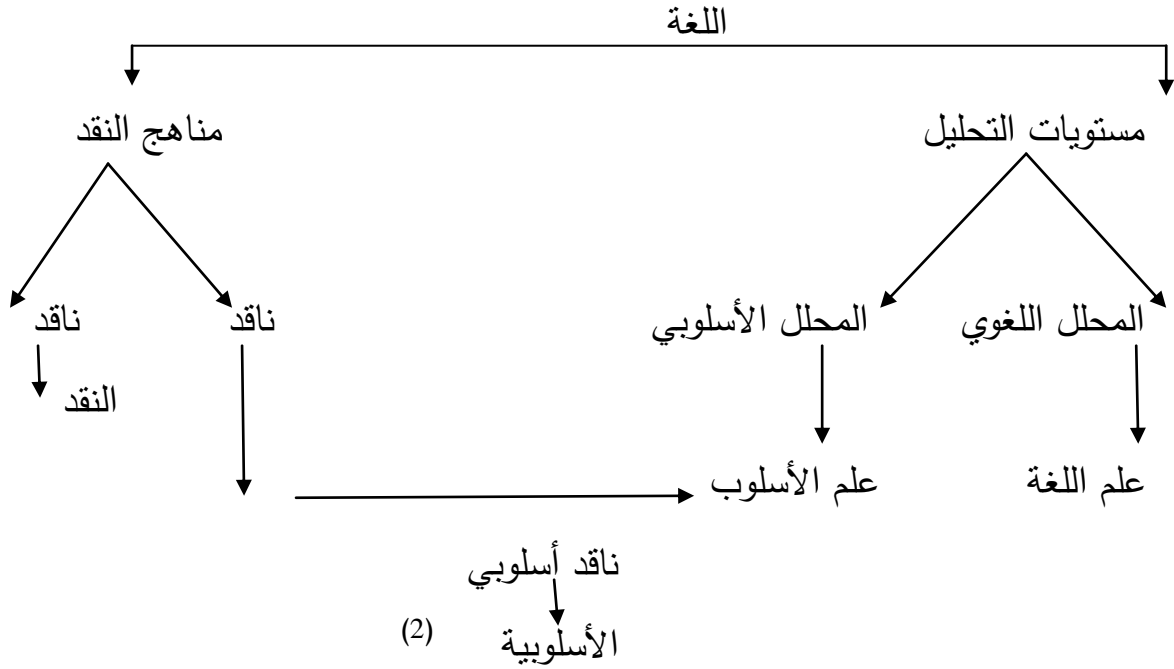 اللغة
مستويات التحليل مناهج النقد
المحلل اللغوي المحلل الأسلوبي ناقد ناقد
النقد
علم اللغة علم الأسلوب
ناقد أسلوبي
الأسلوبية (2)